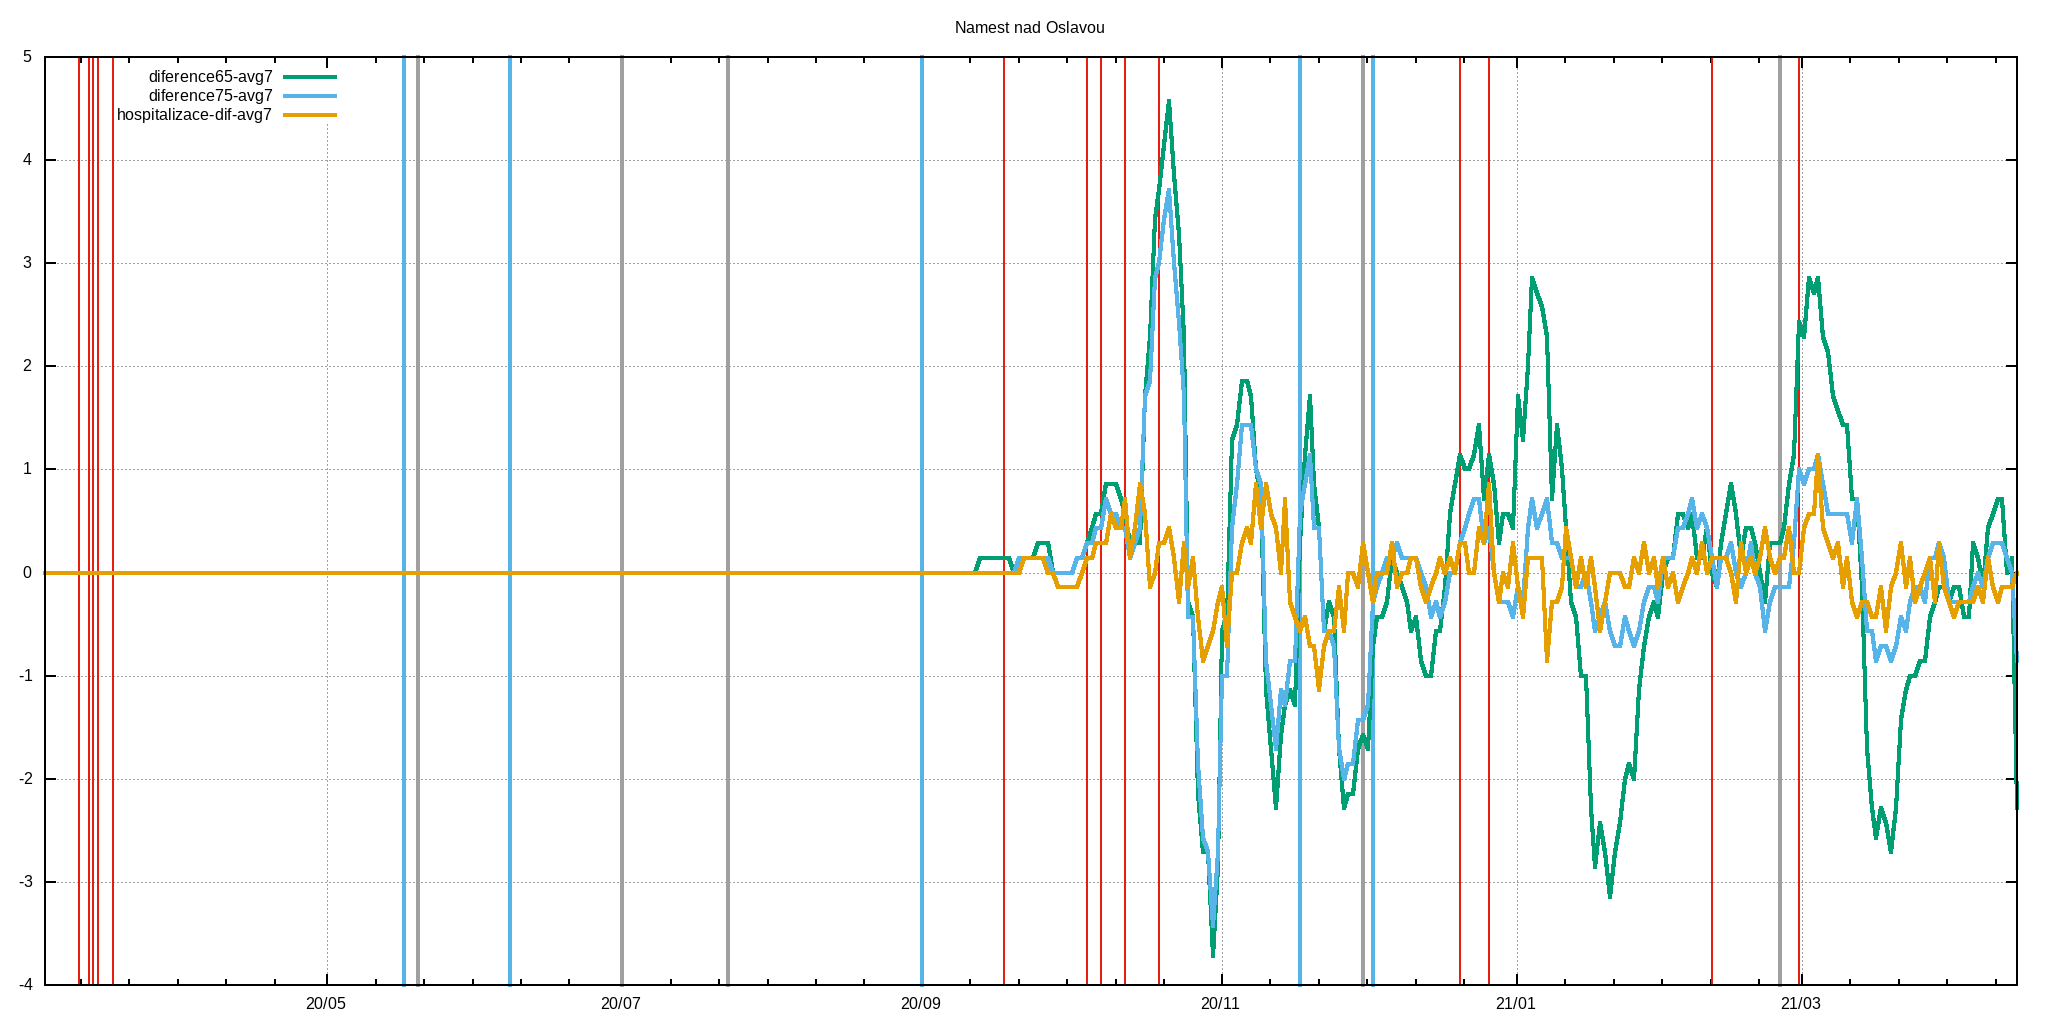 Namest nad Oslavou
5
diference65-avg7
diference75-avg7
hospitalizace-dif-avg7
4
3
2
1
0
-1
-2
-3
-4
20/05 20/07 20/09 20/11 21/01 21/03